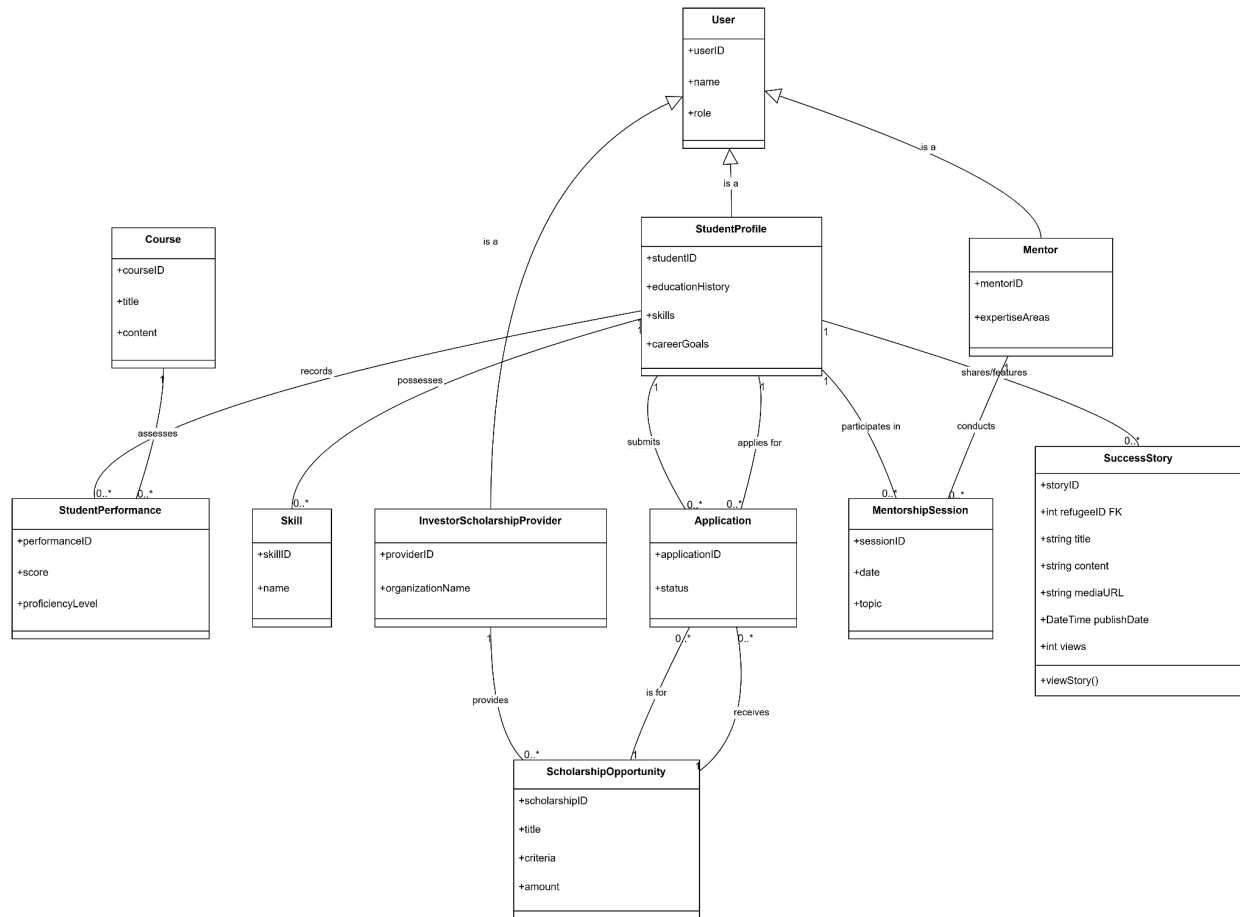 User
+userID
+name
+role
is a
is a
is a
StudentProfile
+studentID
+educationHistory
+skills
+careerGoals
Course
+courseID
+title
+content
Mentor
+mentorID
+expertiseAreas
1
1
1
1
1
1
1
1
records
possesses
assesses
submits
applies for
participates in
conducts
shares/features
0..*
0..*
0..*
0..*
0..*
0..*
0..*
0..*
StudentPerformance
+performanceID
+score
+proficiencyLevel
Skill
+skillID
+name
InvestorScholarshipProvider
+providerID
+organizationName
Application
+applicationID
+status
MentorshipSession
+sessionID
+date
+topic
SuccessStory
+storyID
+int refugeeID FK
+string title
+string content
+string mediaURL
+DateTime publishDate
+int views
+viewStory()
1
0..*
0..*
provides
is for
receives
0..*
1
1
ScholarshipOpportunity
+scholarshipID
+title
+criteria
+amount